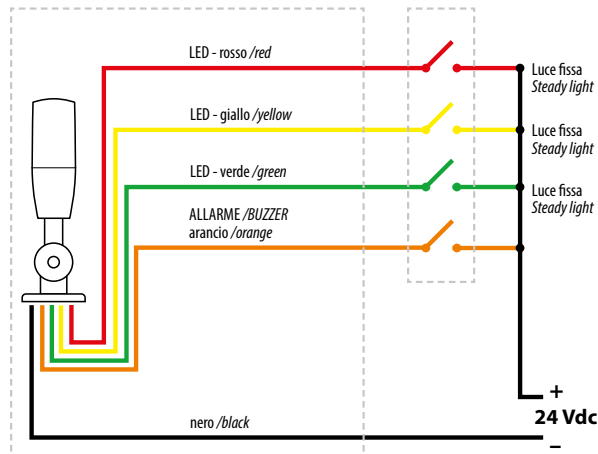 LED - rosso /red
Luce fissa
Steady light
LED - giallo /yellow
Luce fissa
Steady light
LED - verde /green
Luce fissa
Steady light
ALLARME /BUZZER
arancio /orange
+
24 Vdc
nero /black
–